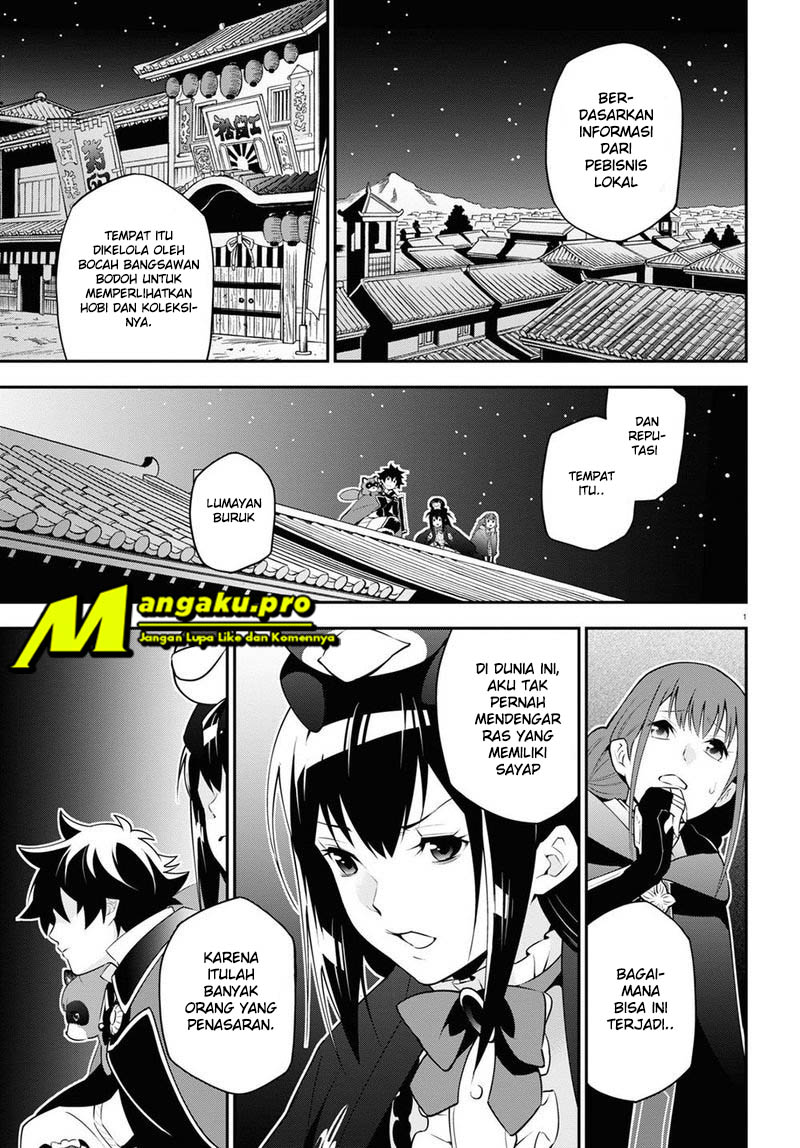 BER-
DASARKAN
INFORMASI
DARI
PEBISNIS
LOKAL
TEMPAT ITU
DIKELOLA OLEH
BOCAH BANGSAWAN
BODOH UNTUK
MEMPERLIHATKAN
HOBI DAN KOLEKSI-
NYA.
DAN
REPU-
TASI
TEMPAT
ITU..
LUMAYAN
BURUK
Mangaku.pro
Jangan Lupa Like dan Komennya
1
DI DUNIA INI,
AKU TAK
PERNAH
MENDENGAR
RAS YANG
MEMILIKI
SAYAP
BAGAI-
MANA
BISA INI
TERJADI..
KARENA
ITULAH
BANYAK
ORANG YANG
PENASARAN.